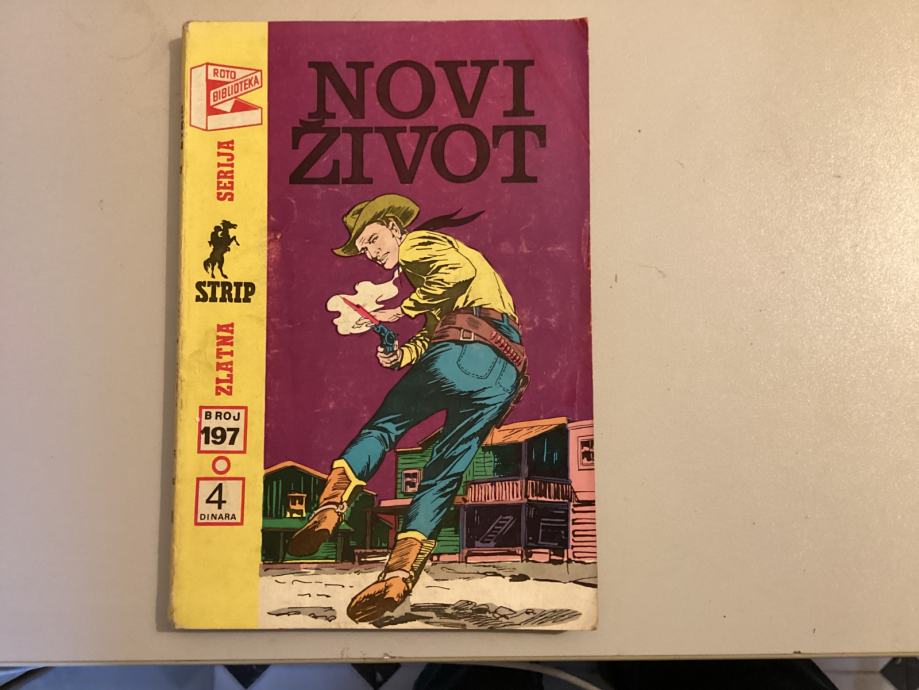 ROTO
BIBLIOTEKA
ZLATNA
STRIP
SERIJA
BROJ
197
4
DINARA
NOVI
ŽIVOT